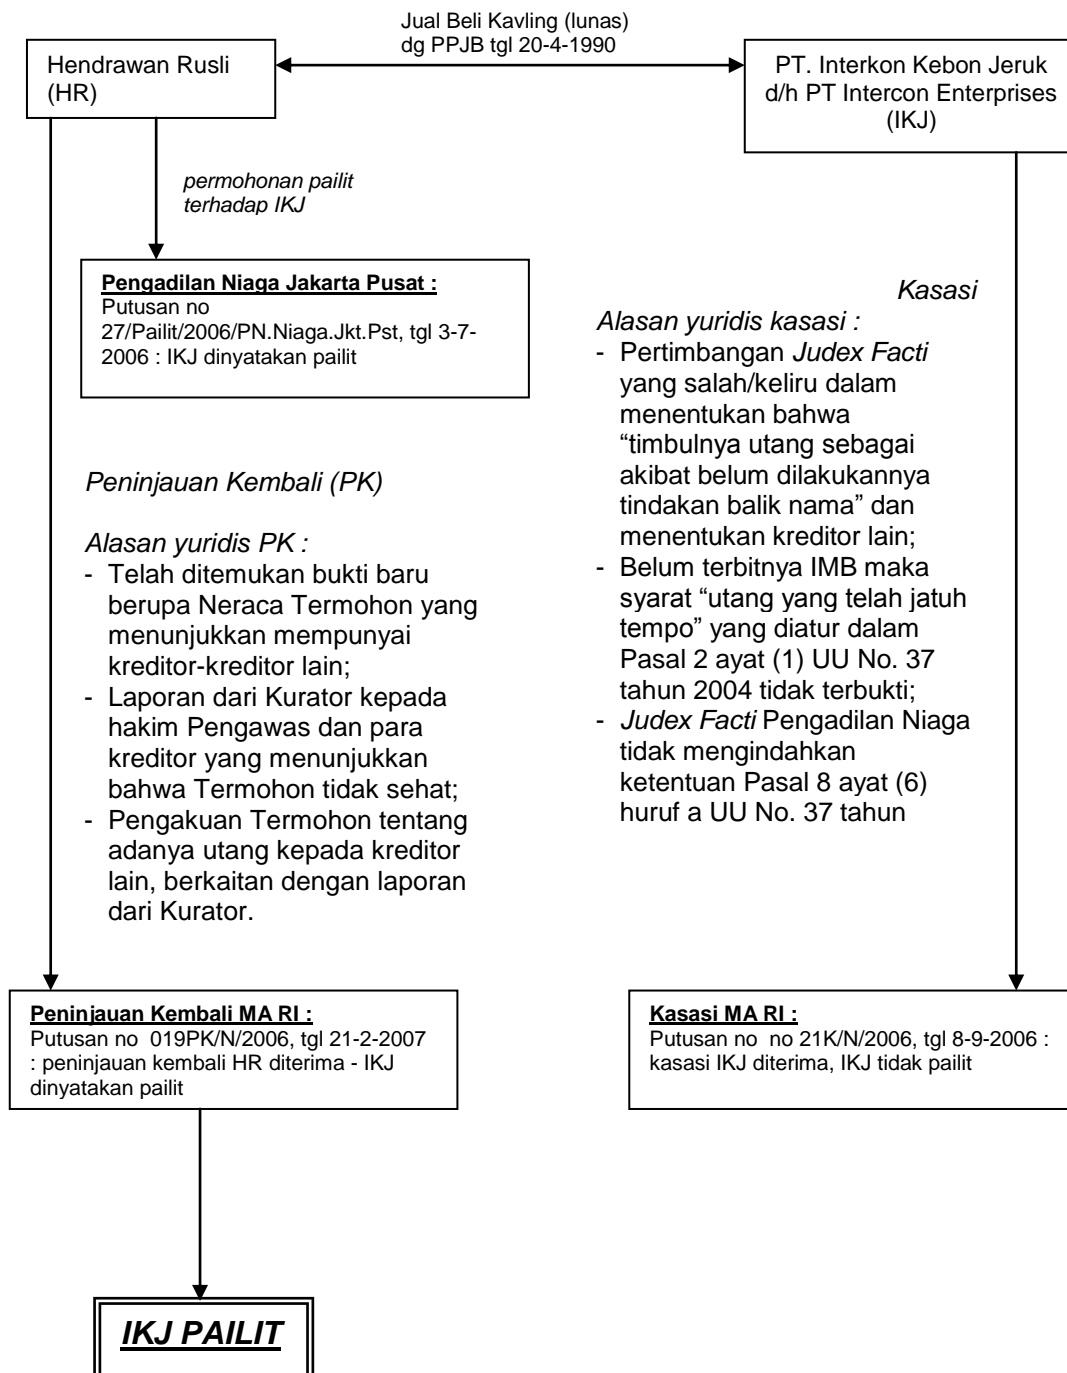 Jual Beli Kavling (lunas)
dg PPJB tgl 20-4-1990
Hendrawan Rusli
(HR)
PT. Interkon Kebon Jeruk
d/h PT Intercon Enterprises
(IKJ)
permohonan pailit
terhadap IKJ
Pengadilan Niaga Jakarta Pusat :
Putusan no
27/Pailit/2006/PN.Niaga.Jkt.Pst, tgl 3-7-
2006 : IKJ dinyatakan pailit
Kasasi
Alasan yuridis kasasi :
- Pertimbangan Judex Facti
yang salah/keliru dalam
menentukan bahwa
“timbulnya utang sebagai
akibat belum dilakukannya
tindakan balik nama” dan
menentukan kreditor lain;
- Belum terbitnya IMB maka
syarat “utang yang telah jatuh
tempo” yang diatur dalam
Pasal 2 ayat (1) UU No. 37
tahun 2004 tidak terbukti;
- Judex Facti Pengadilan Niaga
tidak mengindahkan
ketentuan Pasal 8 ayat (6)
huruf a UU No. 37 tahun
Peninjauan Kembali (PK)
Alasan yuridis PK :
- Telah ditemukan bukti baru
berupa Neraca Termohon yang
menunjukkan mempunyai
kreditor-kreditor lain;
- Laporan dari Kurator kepada
hakim Pengawas dan para
kreditor yang menunjukkan
bahwa Termohon tidak sehat;
- Pengakuan Termohon tentang
adanya utang kepada kreditor
lain, berkaitan dengan laporan
dari Kurator.
Peninjauan Kembali MA RI :
Putusan no 019PK/N/2006, tgl 21-2-2007
: peninjauan kembali HR diterima - IKJ
dinyatakan pailit
Kasasi MA RI :
Putusan no no 21K/N/2006, tgl 8-9-2006 :
kasasi IKJ diterima, IKJ tidak pailit
IKJ PAILIT